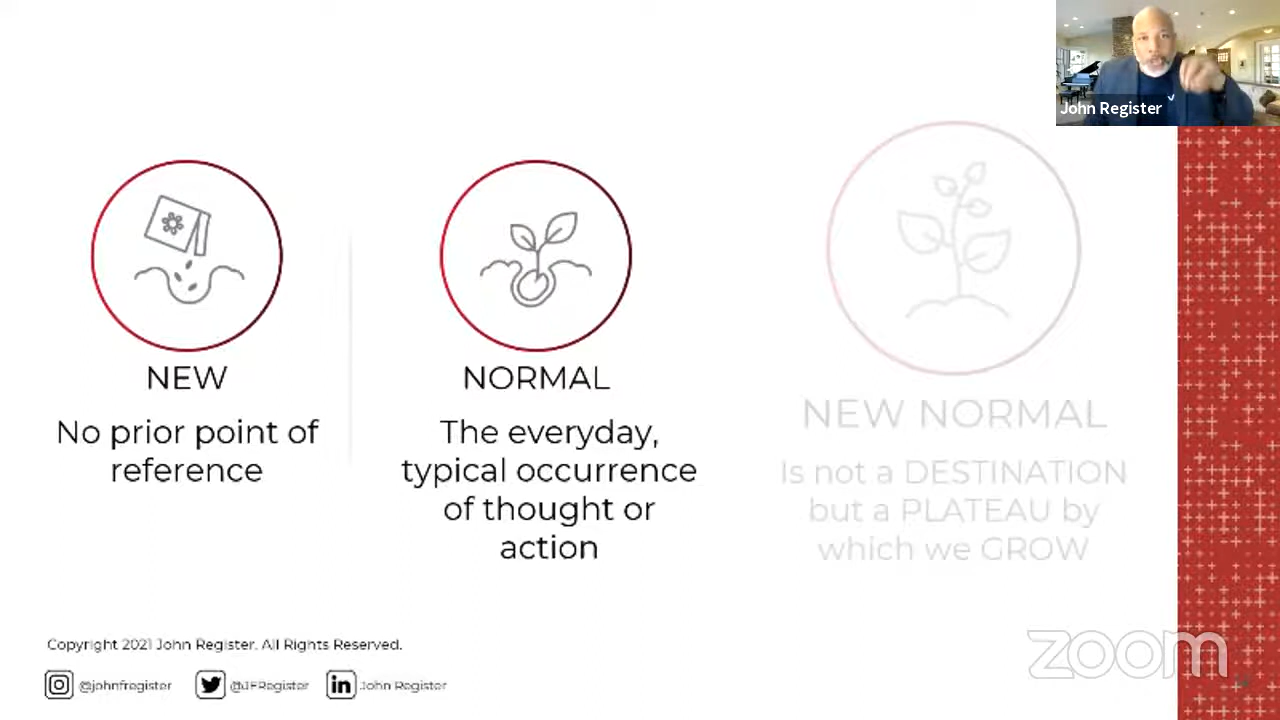 John Register
NEW
No prior point of
reference
NORMAL
The everyday,
typical occurrence
of thought or
action
NEW NORMAL
Is not a DESTINATION
but a PLATEAU by
which we GROW
Copyright 2021 John Register. All Rights Reserved.
@johnfregister
@JFRegister
John Register
zoom